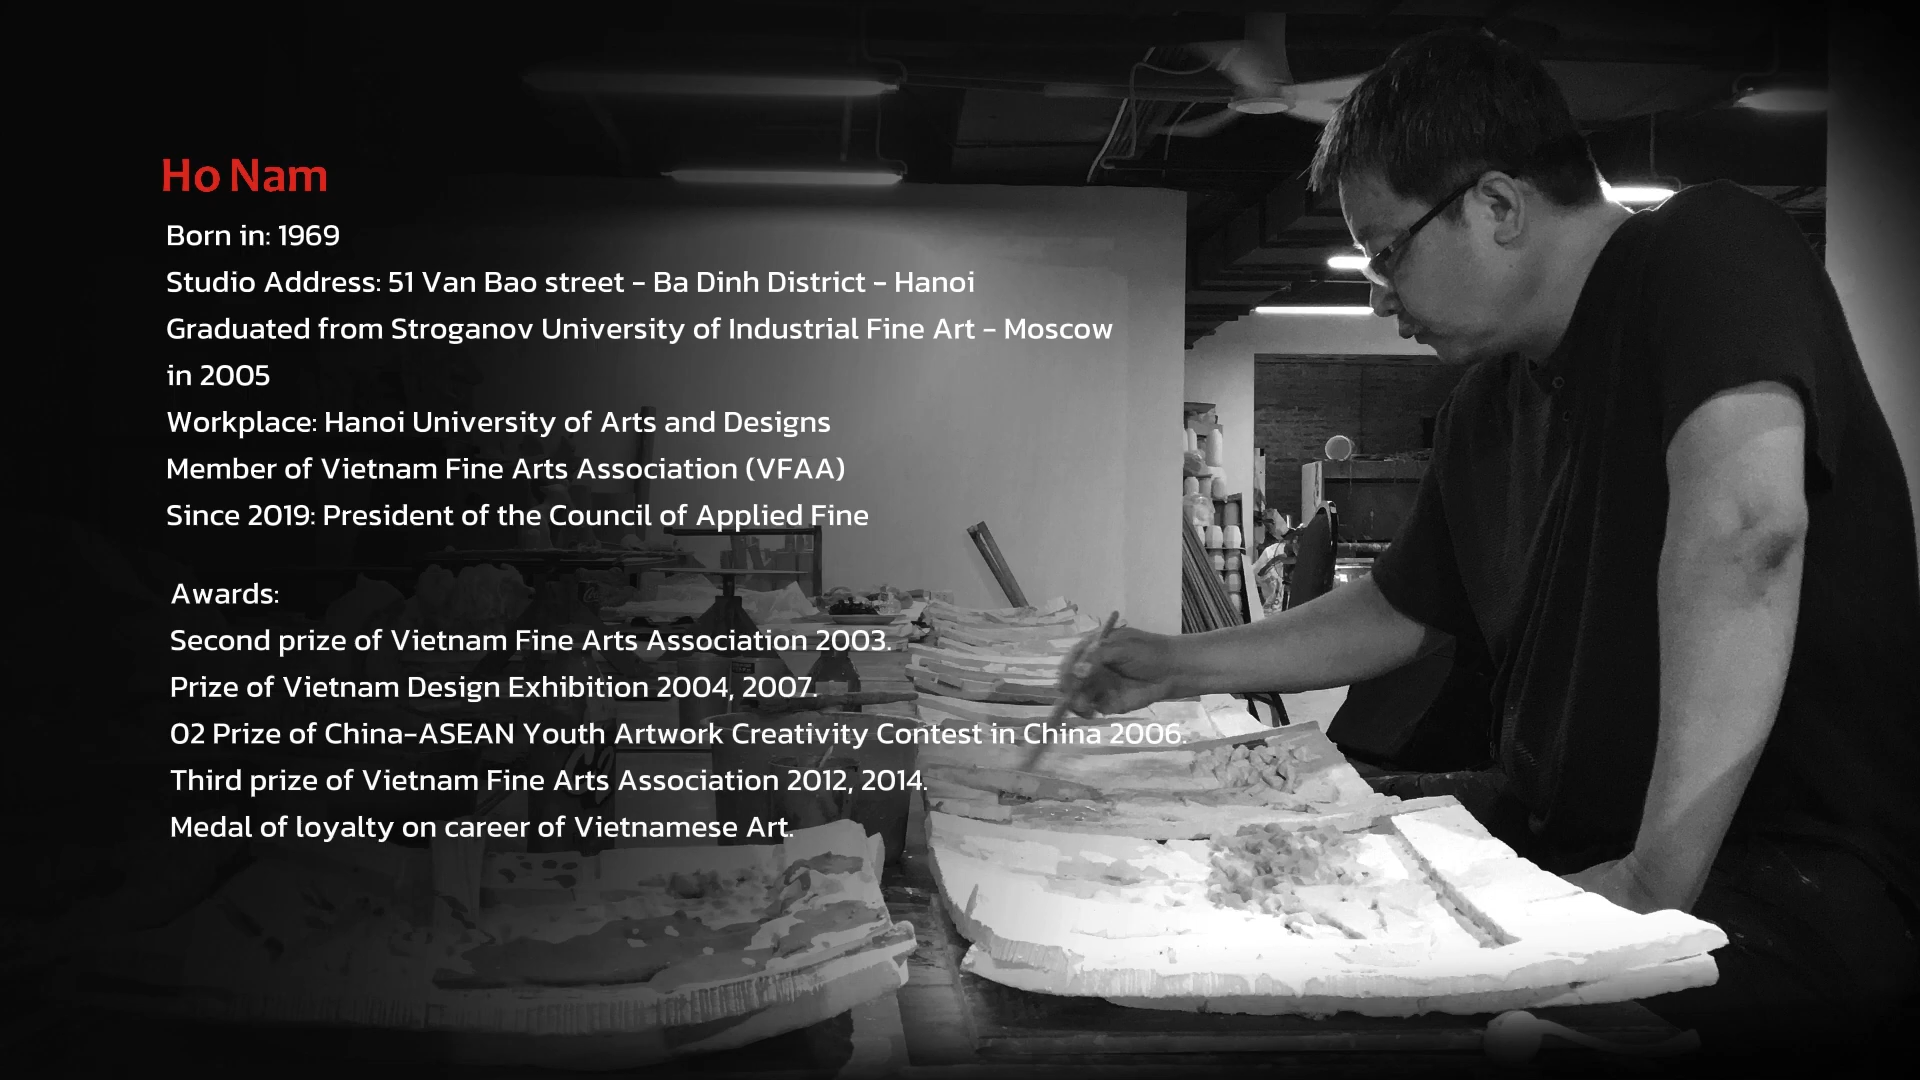 Ho Nam
Born in: 1969
Studio Address: 51 Van Bao street - Ba Dinh District - Hanoi
Graduated from Stroganov University of Industrial Fine Art - Moscow
in 2005
Workplace: Hanoi University of Arts and Designs
Member of Vietnam Fine Arts Association (VFAA)
Since 2019: President of the Council of Applied Fine
Awards:
Second prize of Vietnam Fine Arts Association 2003.
Prize of Vietnam Design Exhibition 2004, 2007.
02 Prize of China-ASEAN Youth Artwork Creativity Contest in China 2006.
Third prize of Vietnam Fine Arts Association 2012, 2014.
Medal of loyalty on career of Vietnamese Art.